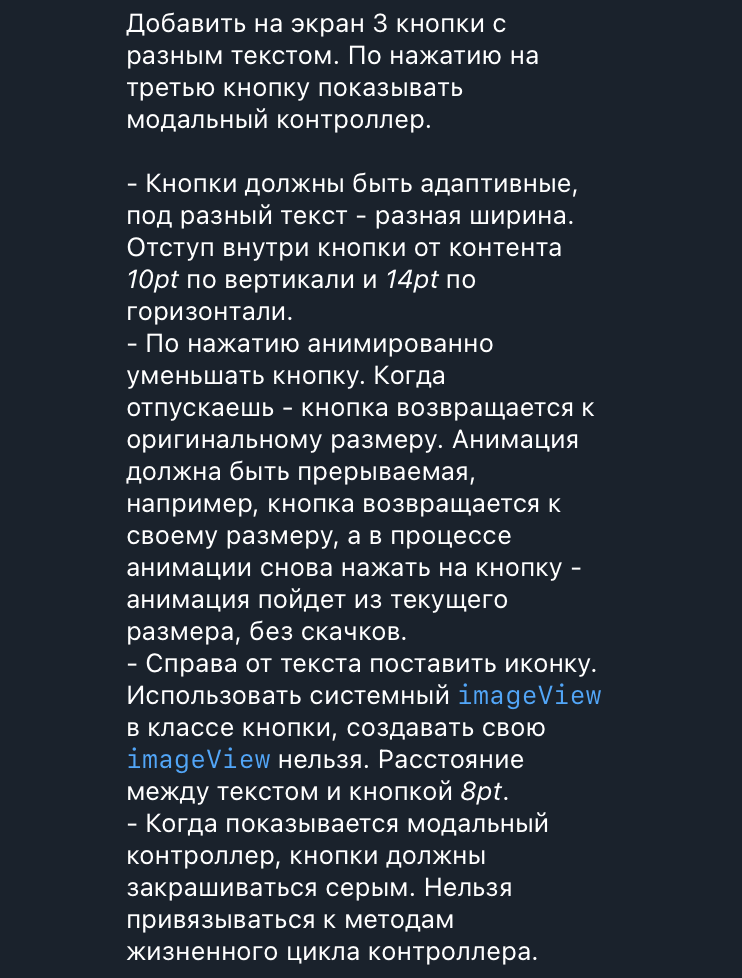 Добавить на экран 3 кнопки с
разным текстом. По нажатию на
третью кнопку показывать
модальный контроллер.
- Кнопки должны быть адаптивные,
под разный текст - разная ширина.
Отступ внутри кнопки от контента
10pt по вертикали и 14pt по
горизонтали.
- По нажатию анимированно
уменьшать кнопку. Когда
отпускаешь - кнопка возвращается к
оригинальному размеру. Анимация
должна быть прерываемая,
например, кнопка возвращается к
своему размеру, а в процессе
анимации снова нажать на кнопку -
анимация пойдет из текущего
размера, без скачков.
- Справа от текста поставить иконку.
Использовать системный imageView
в классе кнопки, создавать свою
imageView нельзя. Расстояние
между текстом и кнопкой 8pt.
- Когда показывается модальный
контроллер, кнопки должны
закрашиваться серым. Нельзя
привязываться к методам
жизненного цикла контроллера.